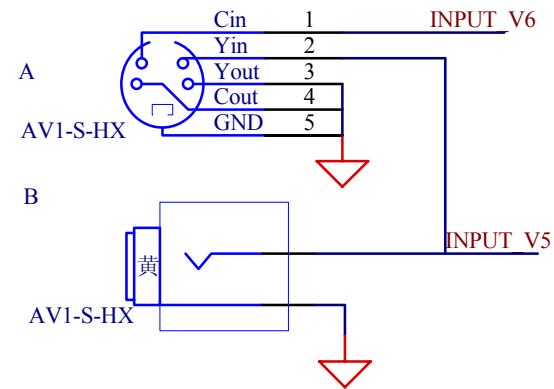 Cin 1 INPUT_V6
Yin 2
A Yout 3
Cout 4
AV1-S-HX GND 5
B
INPUT_V5
黄
AV1-S-HX